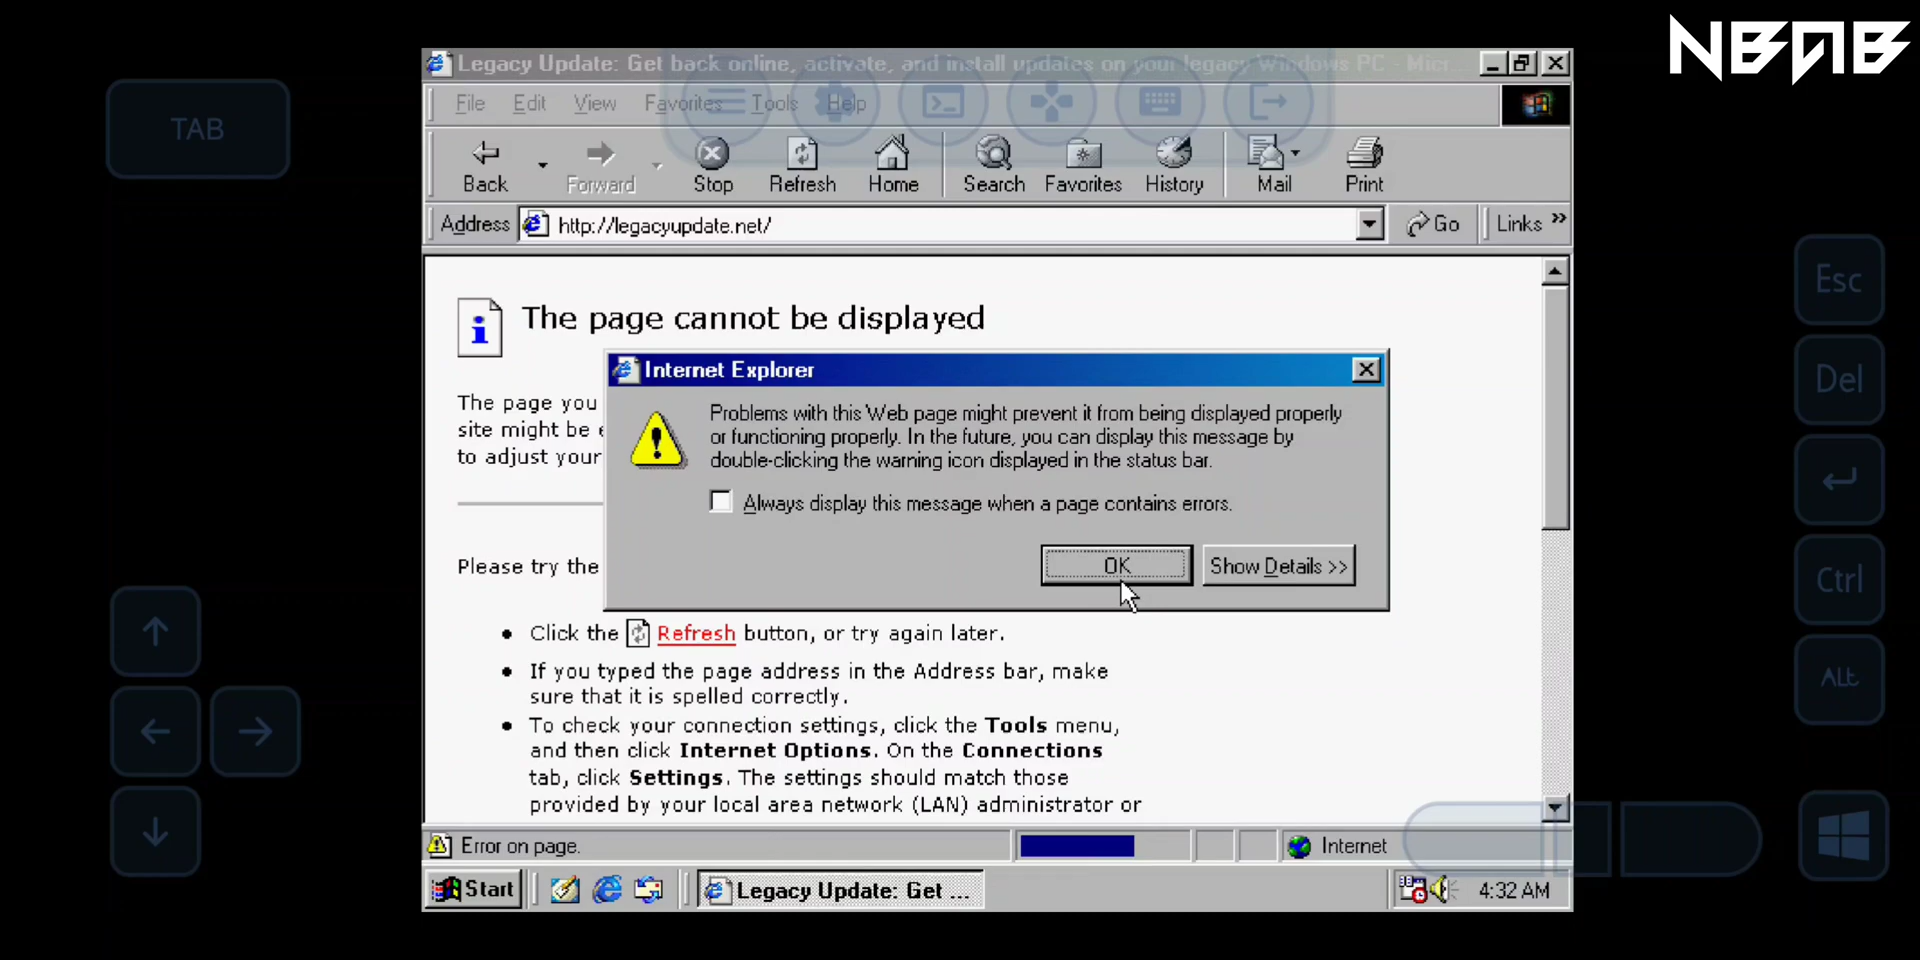 NBAB
TAB
Legacy Update: Get back online, activate, and install updates on your legacy Windows PC - Micr...
File Edit View Favorites Tools Help
Back Forward Stop Refresh Home Search Favorites History Mail Print
Address http://legacyupdate.net/ Go Links »
The page cannot be displayed
The page you
site might be e
to adjust your
Please try the
Internet Explorer
Problems with this Web page might prevent it from being displayed properly
or functioning properly. In the future, you can display this message by
double-clicking the warning icon displayed in the status bar.
Always display this message when a page contains errors.
OK Show Details >>
• Click the Refresh button, or try again later.
• If you typed the page address in the Address bar, make
sure that it is spelled correctly.
• To check your connection settings, click the Tools menu,
and then click Internet Options. On the Connections
tab, click Settings. The settings should match those
provided by your local area network (LAN) administrator or
Error on page. Internet
Start Legacy Update: Get ... 4:32 AM
Esc
Del
Ctrl
ALt